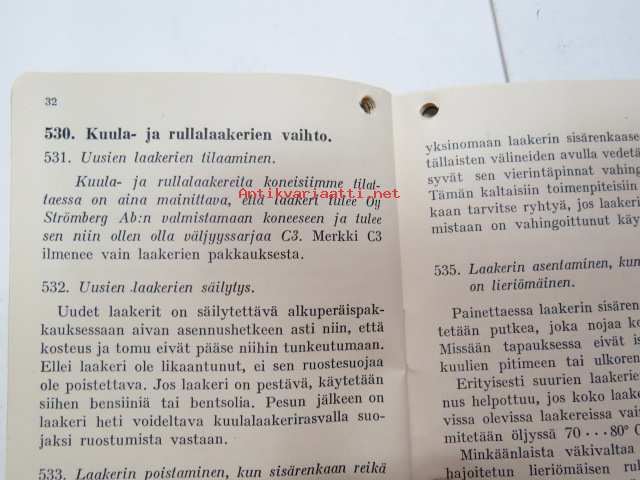 32
530. Kuula- ja rullalaakerien vaihto.
531. Uusien laakerien tilaaminen.
Kuula- ja rullalaakereita koneisiimme tilat-
taessa on aina mainittava, että laakeri tulee Oy
Strömberg Ab:n valmistamaan koneeseen ja tulee
sen niin ollen olla väljyyssarjaa C3. Merkki C3
ilmenee vain laakerien pakkauksesta.
532. Uusien laakerien säilytys.
Uudet laakerit on säilytettävä alkuperäispak-
kauksessaan aivan asennushetkeen asti niin, että
kosteus ja tomu eivät pääse niihin tunkeutumaan.
Ellei laakeri ole likaantunut, ei sen ruostesuojaa
ole poistettava. Jos laakeri on pestävä, käytetään
siihen bensiiniä tai bentsolia. Pesun jälkeen on
laakeri heti voideltava kuulalaakerirasvalla suo-
jaksi ruostumista vastaan.
533. Laakerin poistaminen, kun sisärenkaan reikä
yksinomaan laakerin sisärenkaase
tällaisten välineiden avulla vedetä
syvät sen vierintäpinnat vahing
Tämän kaltaisiin toimenpiteisiin
kaan tarvitse ryhtyä, jos laakeri
mistaan on vahingoittunut käy
535. Laakerin asentaminen, kun
on lieriömäinen.
Painettaessa laakerin sisären
tetään putkea, joka nojaa ko
Missään tapauksessa eivät is
kuulien pitimeen tai ulkoren
Erityisesti suurien laakerie
nus helpottuu, jos koko laake
vissa olevissa laakereissa vai
mitetään öljyssä 70...80° C
Minkäänlaista väkivaltaa
hajoitetun lieriömäisen rul
Antikvariaatti.net